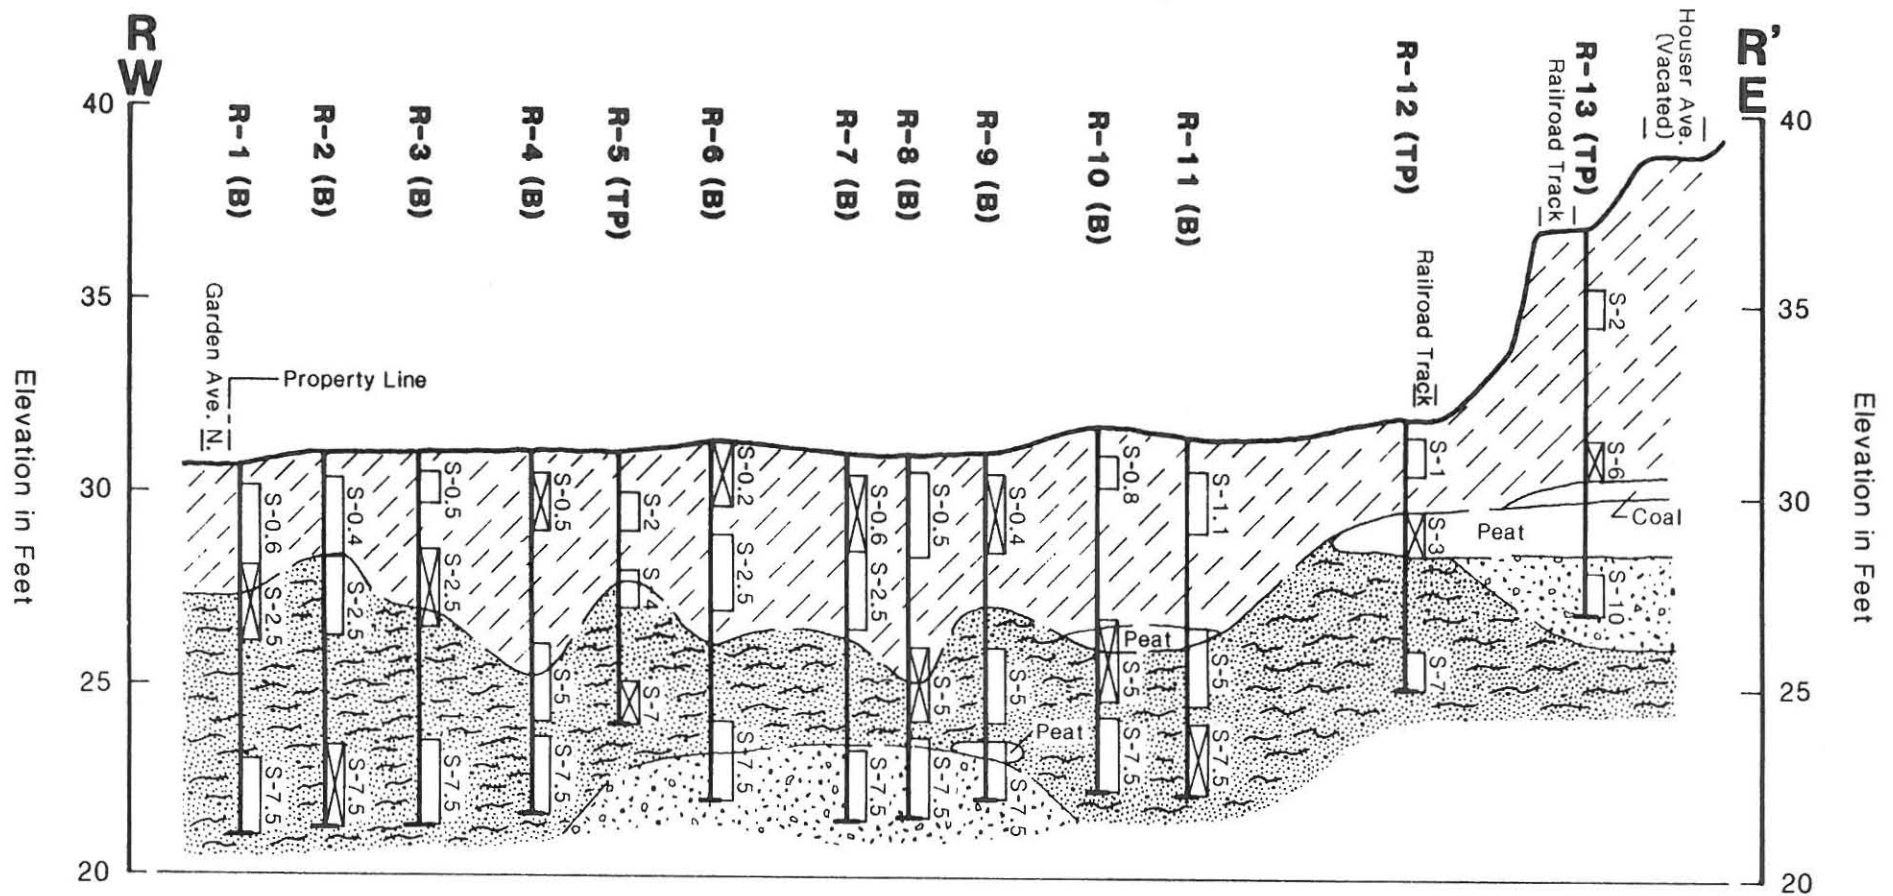 R
W
R'
E
Houser Ave.
(Vacated)
R-13 (TP)
Railroad Track
R-12 (TP)
Railroad Track
R-1 (B)
R-2 (B)
R-3 (B)
R-4 (B)
R-5 (TP)
R-6 (B)
R-7 (B)
R-8 (B)
R-9 (B)
R-10 (B)
R-11 (B)
Garden Ave. N.
Property Line
Elevation in Feet
40
35
30
25
20
S-0.6
S-2.5
S-7.5
S-0.4
S-2.5
S-7.5
S-0.5
S-2.5
S-7.5
S-0.5
S-5
S-7.5
S-2
S-4
S-7
S-0.2
S-2.5
S-7.5
S-0.6
S-2.5
S-7.5
S-0.5
S-5
S-7.5
S-0.4
S-5
S-7.5
Peat
S-0.8
S-5
S-7.5
Peat
S-1.1
S-5
S-7.5
S-1
S-3
S-7
S-2
S-6
S-10
Peat
Coal
40
35
30
25
20
Elevation in Feet